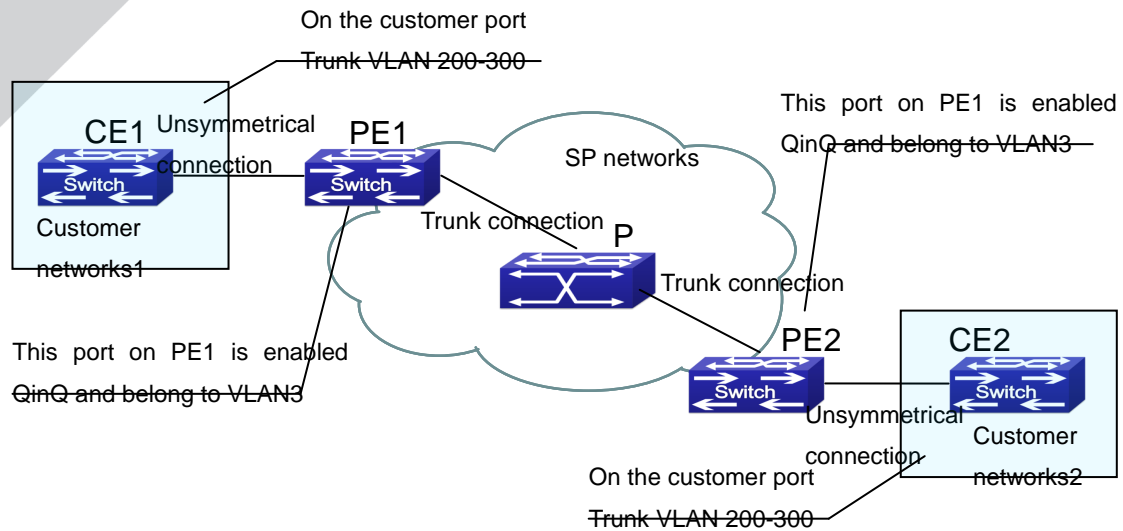 On the customer port
Trunk VLAN 200-300
CE1
Unsymmetrical
connection
PE1
Switch
Switch
Customer
networks1
SP networks
This port on PE1 is enabled
QinQ and belong to VLAN3
Trunk connection
P
Trunk connection
This port on PE1 is enabled
QinQ and belong to VLAN3
PE2
CE2
Switch
Switch
Unsymmetrical
connection
Customer
networks2
On the customer port
Trunk VLAN 200-300